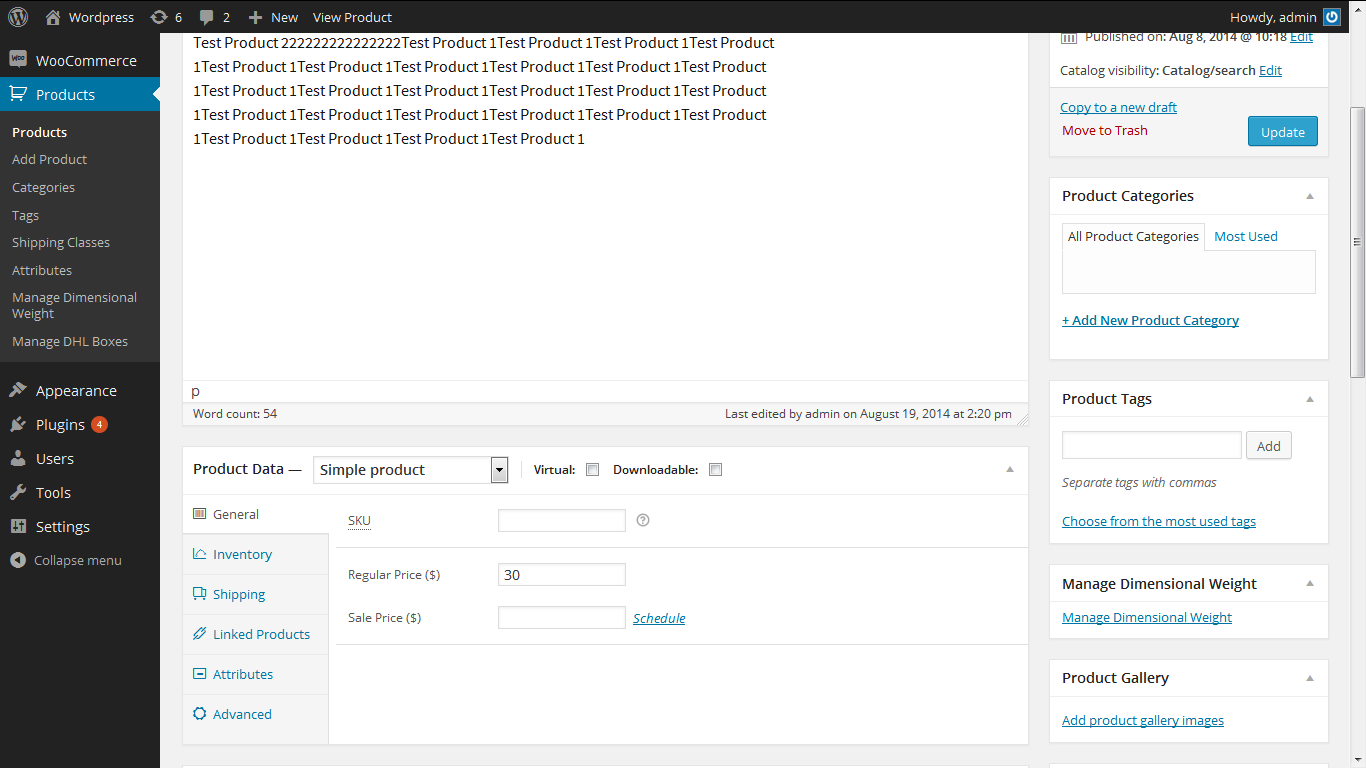 Wordpress 6 2 New View Product Howdy, admin
WooCommerce
Products
Products
Add Product
Categories
Tags
Shipping Classes
Attributes
Manage Dimensional
Weight
Manage DHL Boxes
Appearance
Plugins 4
Users
Tools
Settings
Collapse menu
Test Product 222222222222222Test Product 1Test Product 1Test Product 1Test Product
1Test Product 1Test Product 1Test Product 1Test Product 1Test Product 1Test Product
1Test Product 1Test Product 1Test Product 1Test Product 1Test Product 1Test Product
1Test Product 1Test Product 1Test Product 1Test Product 1Test Product 1Test Product
1Test Product 1Test Product 1Test Product 1Test Product 1
p
Word count: 54 Last edited by admin on August 19, 2014 at 2:20 pm
Product Data — Simple product Virtual: Downloadable:
General
Inventory
Shipping
Linked Products
Attributes
Advanced
SKU
Regular Price ($) 30
Sale Price ($) Schedule
Published on: Aug 8, 2014 @ 10:18 Edit
Catalog visibility: Catalog/search Edit
Copy to a new draft
Move to Trash Update
Product Categories
All Product Categories Most Used
+ Add New Product Category
Product Tags
Add
Separate tags with commas
Choose from the most used tags
Manage Dimensional Weight
Manage Dimensional Weight
Product Gallery
Add product gallery images